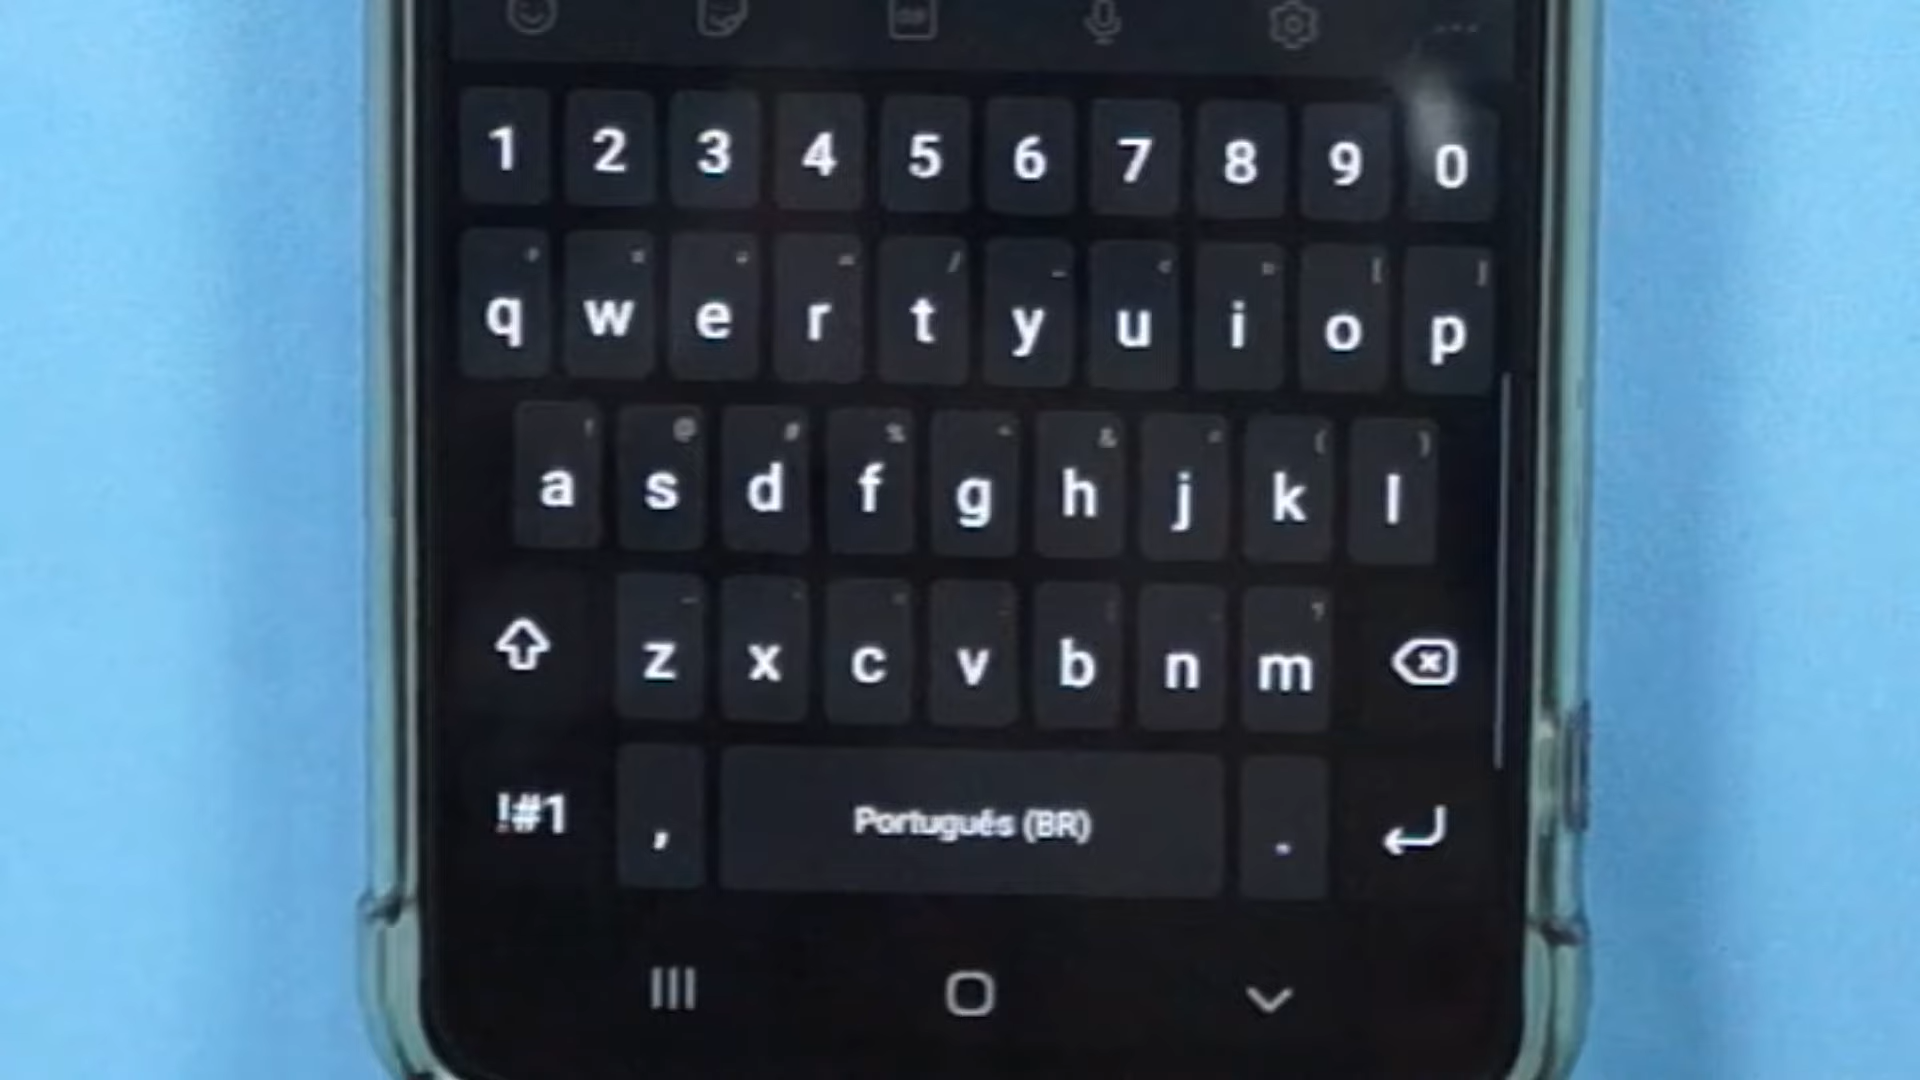 1 2 3 4 5 6 7 8 9 0
q w e r t y u i o p
a s d f g h j k l
z x c v b n m
!#1 , Português (BR) .